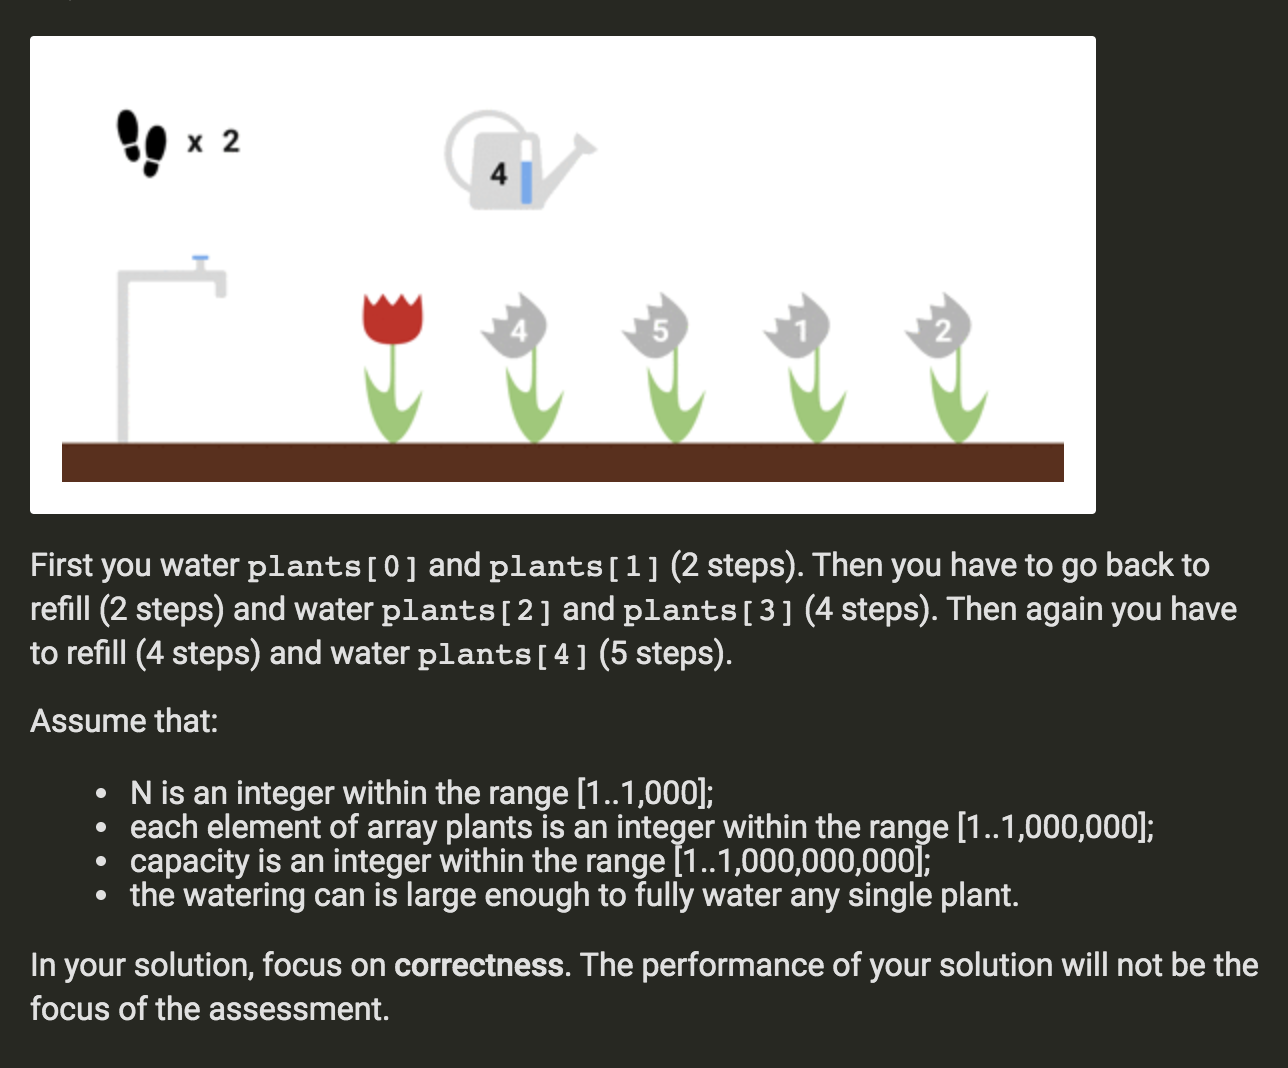 x 2
4
4 5 1 2
First you water plants[0] and plants[1] (2 steps). Then you have to go back to
refill (2 steps) and water plants[2] and plants[3] (4 steps). Then again you have
to refill (4 steps) and water plants[4] (5 steps).
Assume that:
• N is an integer within the range [1..1,000];
• each element of array plants is an integer within the range [1..1,000,000];
• capacity is an integer within the range [1..1,000,000,000];
• the watering can is large enough to fully water any single plant.
In your solution, focus on correctness. The performance of your solution will not be the
focus of the assessment.